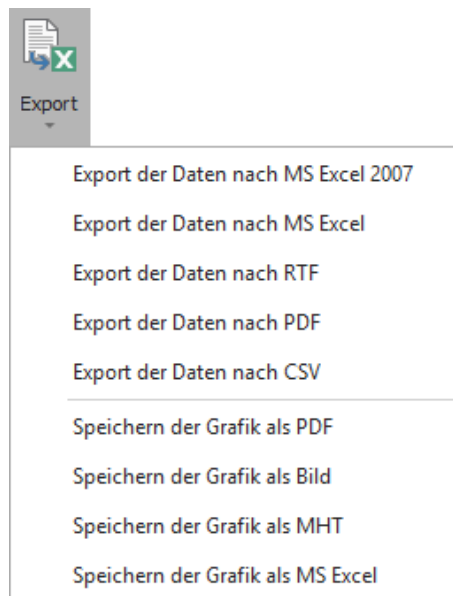 Export
Export der Daten nach MS Excel 2007
Export der Daten nach MS Excel
Export der Daten nach RTF
Export der Daten nach PDF
Export der Daten nach CSV
Speichern der Grafik als PDF
Speichern der Grafik als Bild
Speichern der Grafik als MHT
Speichern der Grafik als MS Excel